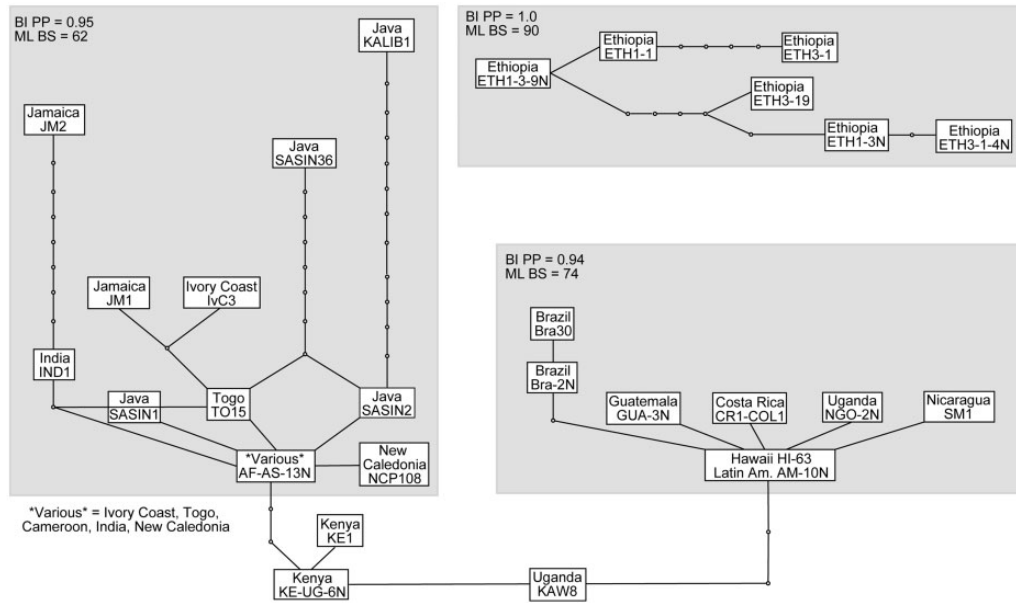 BI PP = 0.95
ML BS = 62
Java
KALIB1
Jamaica
JM2
Java
SASIN36
Jamaica
JM1
Ivory Coast
IvC3
India
IND1
Java
SASIN1
Togo
TO15
Java
SASIN2
*Various*
AF-AS-13N
New
Caledonia
NCP108
*Various* = Ivory Coast, Togo,
Cameroon, India, New Caledonia
Kenya
KE1
Kenya
KE-UG-6N
Uganda
KAW8
BI PP = 1.0
ML BS = 90
Ethiopia
ETH1-1
Ethiopia
ETH3-1
Ethiopia
ETH1-3-9N
Ethiopia
ETH3-19
Ethiopia
ETH1-3N
Ethiopia
ETH3-1-4N
BI PP = 0.94
ML BS = 74
Brazil
Bra30
Brazil
Bra-2N
Guatemala
GUA-3N
Costa Rica
CR1-COL1
Uganda
NGO-2N
Nicaragua
SM1
Hawaii HI-63
Latin Am. AM-10N